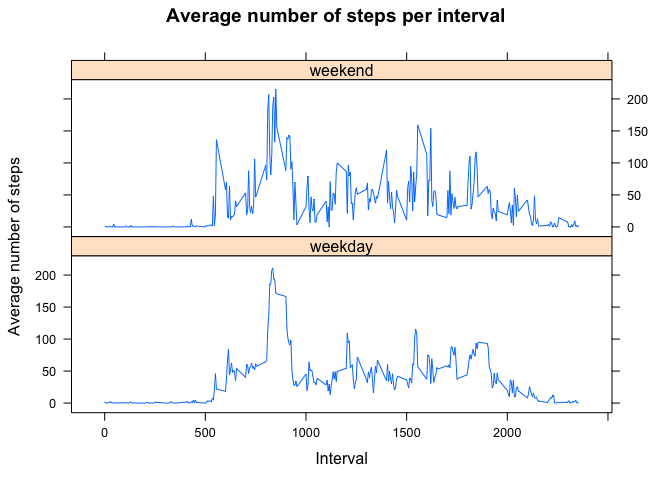 Average number of steps per interval
weekend
200
150
100
50
0
weekday
200
150
100
50
0
Average number of steps
0 500 1000 1500 2000
Interval